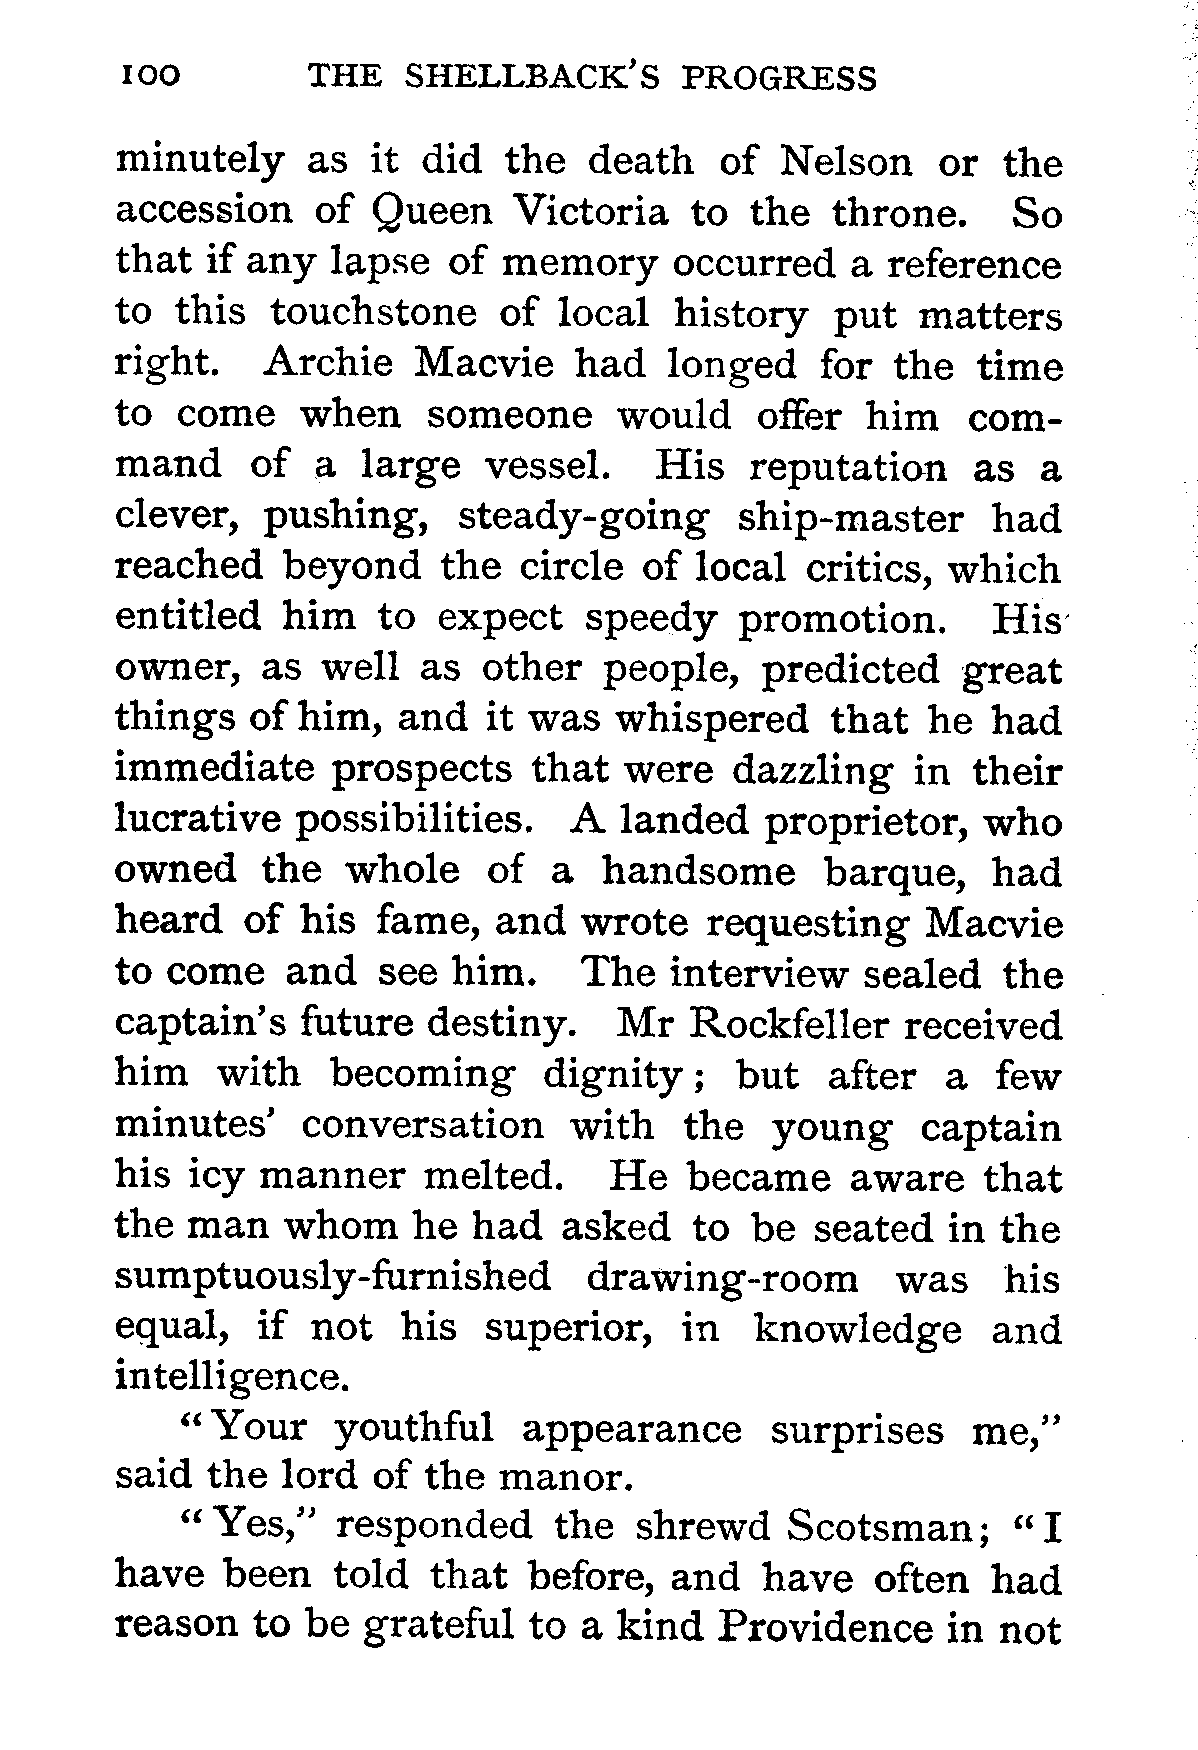 100 THE SHELLBACK'S PROGRESS
minutely as it did the death of Nelson or the
accession of Queen Victoria to the throne. So
that if any lapse of memory occurred a reference
to this touchstone of local history put matters
right. Archie Macvie had longed for the time
to come when someone would offer him com-
mand of a large vessel. His reputation as a
clever, pushing, steady-going ship-master had
reached beyond the circle of local critics, which
entitled him to expect speedy promotion. His
owner, as well as other people, predicted great
things of him, and it was whispered that he had
immediate prospects that were dazzling in their
lucrative possibilities. A landed proprietor, who
owned the whole of a handsome barque, had
heard of his fame, and wrote requesting Macvie
to come and see him. The interview sealed the
captain's future destiny. Mr Rockfeller received
him with becoming dignity; but after a few
minutes' conversation with the young captain
his icy manner melted. He became aware that
the man whom he had asked to be seated in the
sumptuously-furnished drawing-room was his
equal, if not his superior, in knowledge and
intelligence.
"Your youthful appearance surprises me,"
said the lord of the manor.
"Yes," responded the shrewd Scotsman; "I
have been told that before, and have often had
reason to be grateful to a kind Providence in not